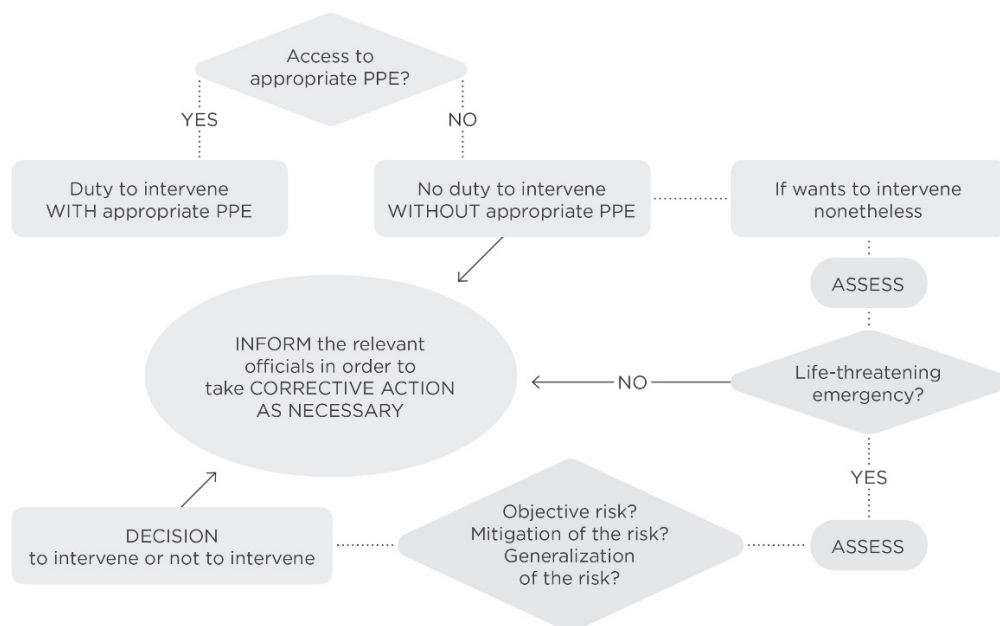 Access to
appropriate PPE?
YES
NO
Duty to intervene
WITH appropriate PPE
No duty to intervene
WITHOUT appropriate PPE
If wants to intervene
nonetheless
ASSESS
INFORM the relevant
officials in order to
take CORRECTIVE ACTION
AS NECESSARY
NO
Life-threatening
emergency?
YES
DECISION
to intervene or not to intervene
Objective risk?
Mitigation of the risk?
Generalization
of the risk?
ASSESS